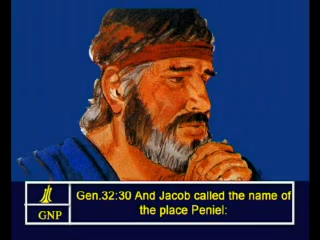 Gen.32:30 And Jacob called the name of
the place Peniel:
GNP